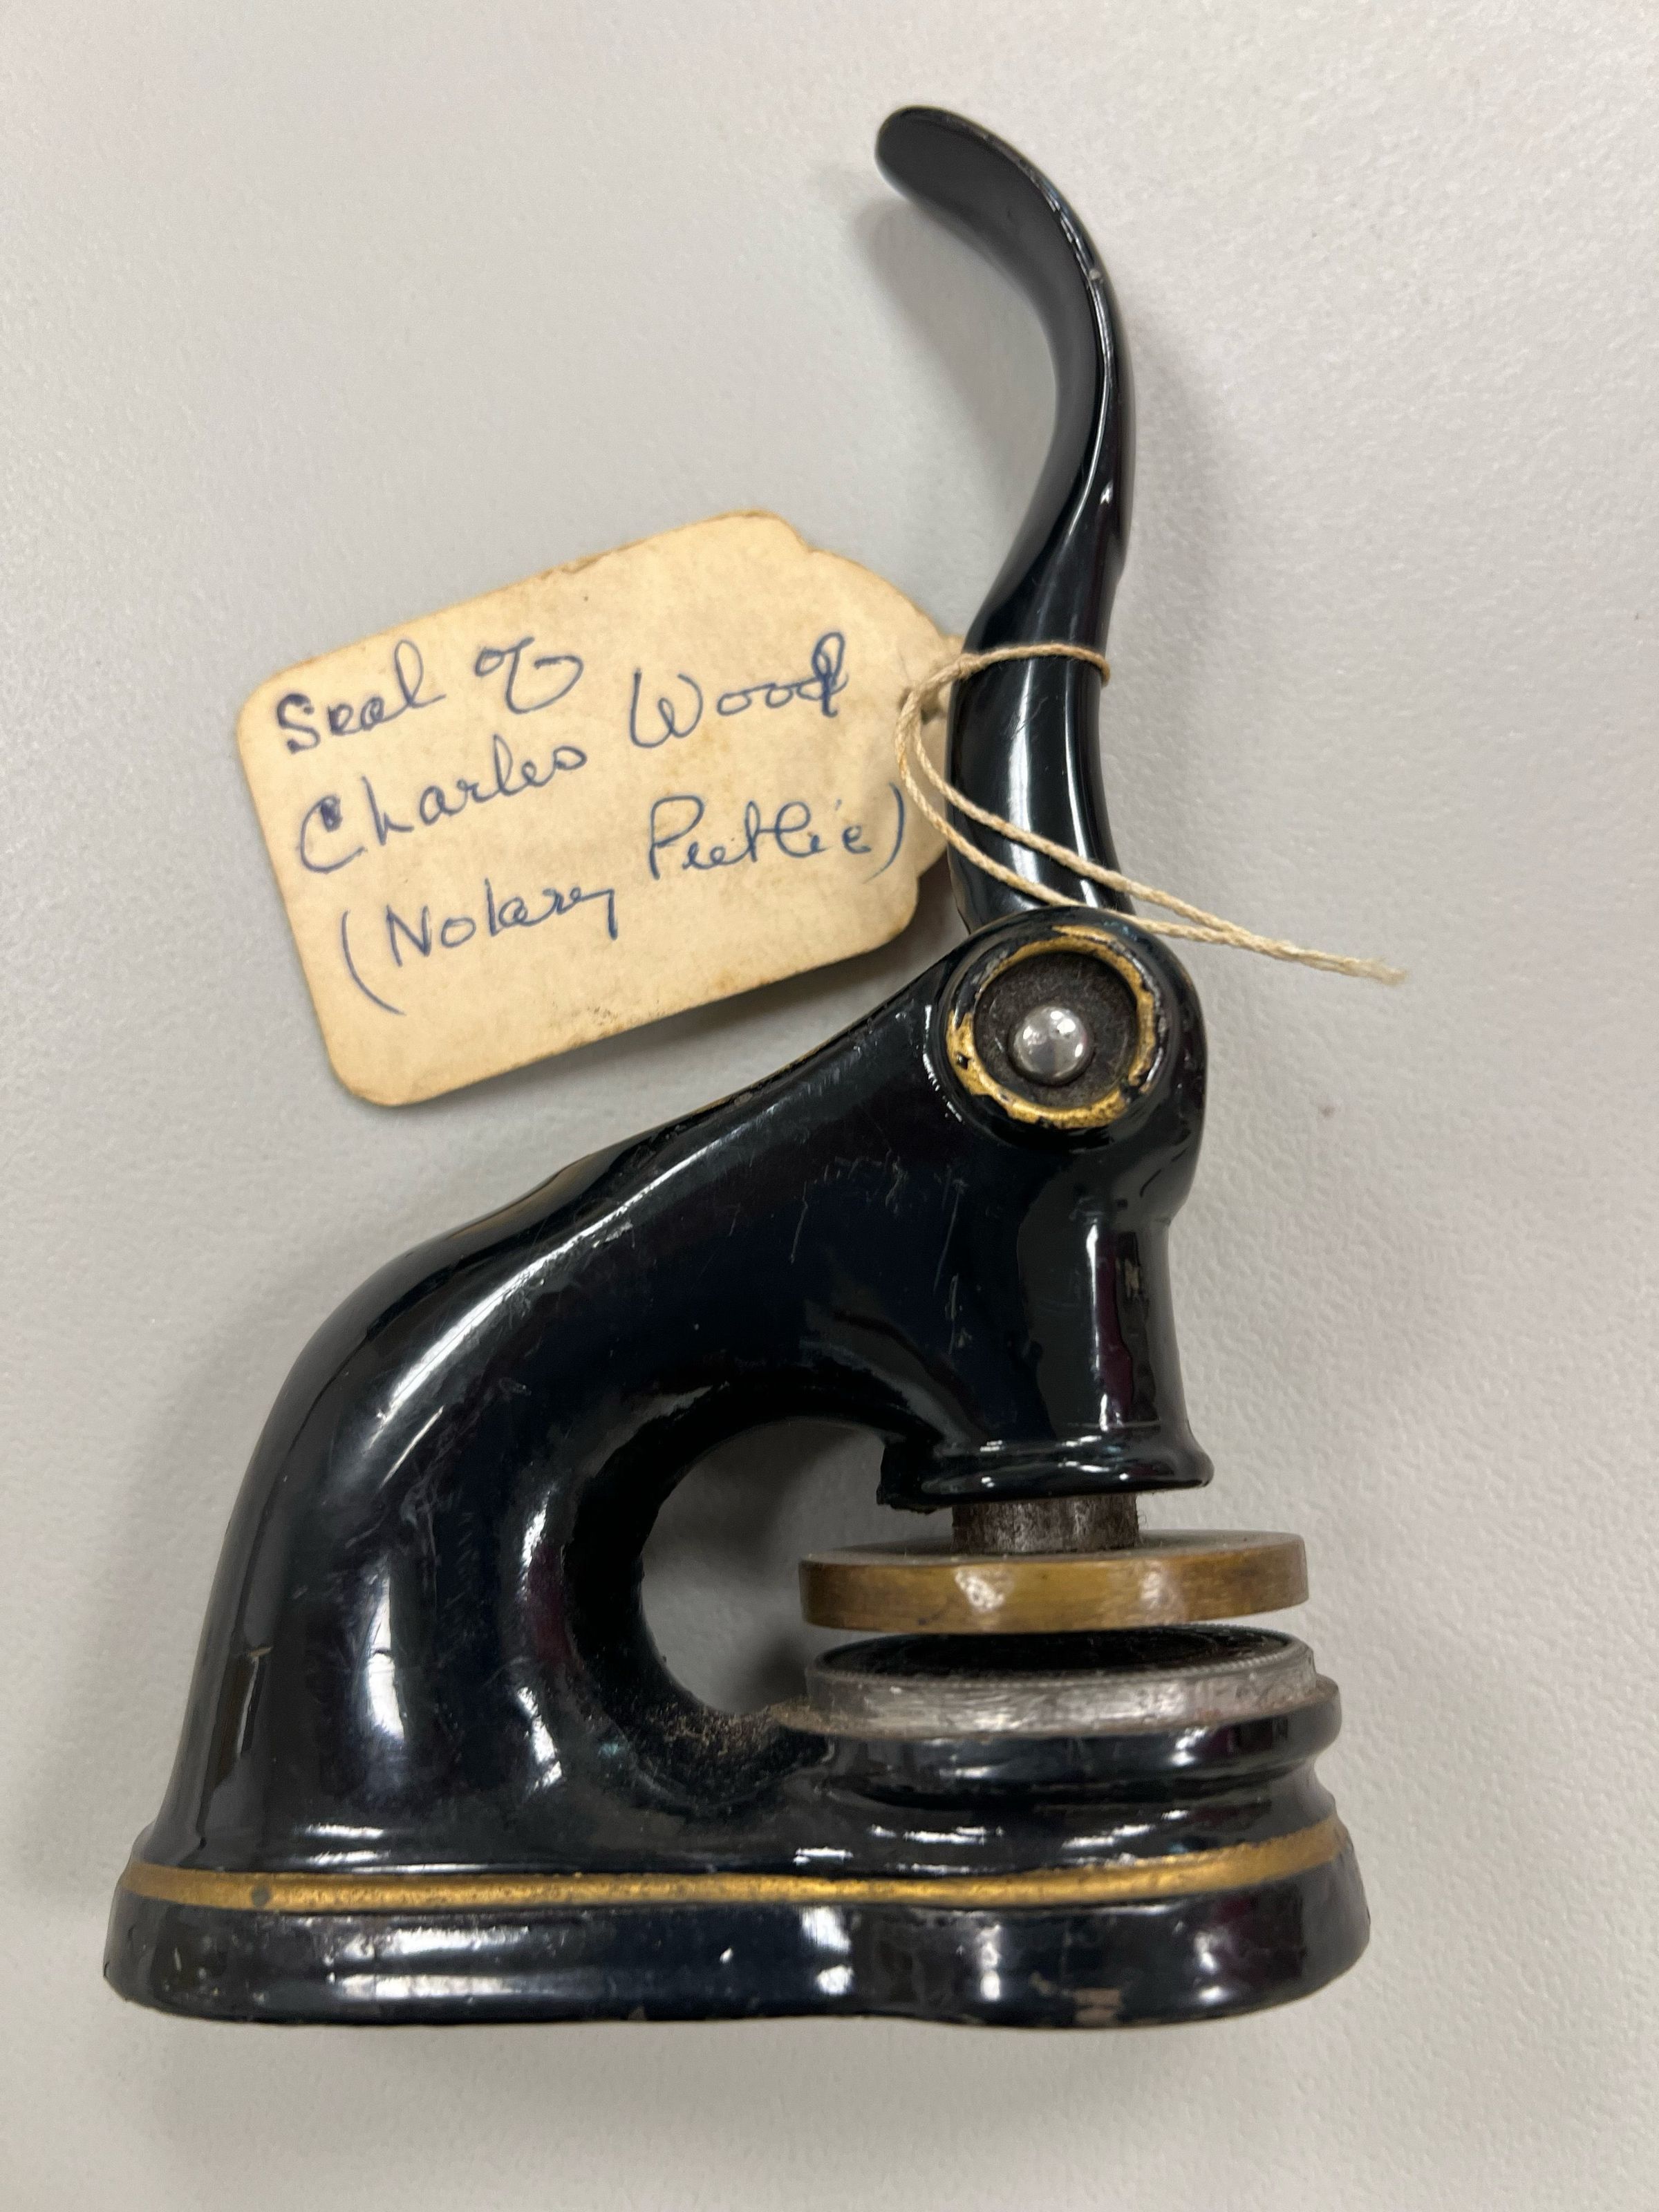 Seal of
Charles Wood
(Notary Public)